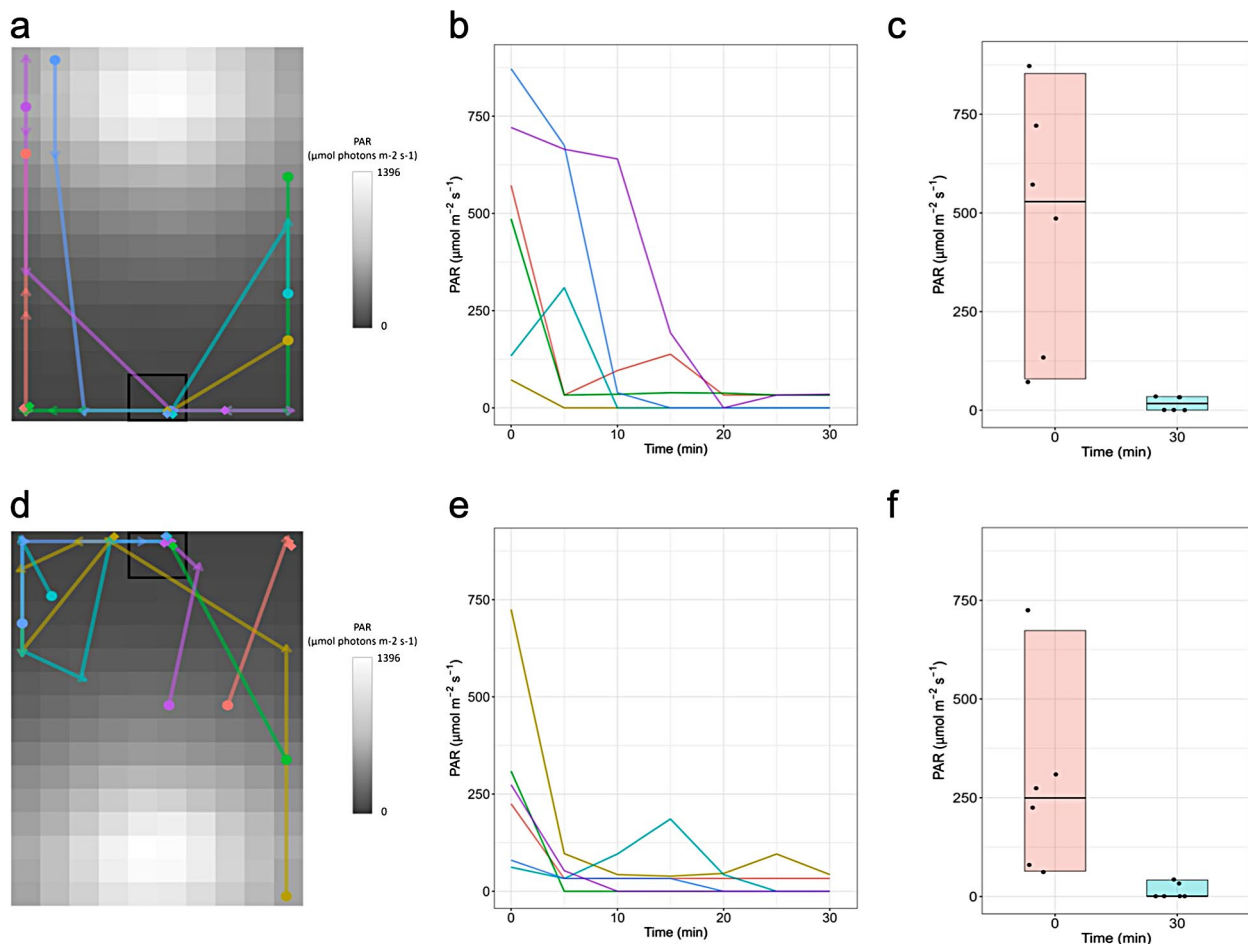 a
PAR
(µmol photons m-2 s-1)
1396
0
b
PAR (µmol m⁻² s⁻¹)
750
500
250
0
0
10
20
30
Time (min)
c
PAR (µmol m⁻² s⁻¹)
750
500
250
0
0
30
Time (min)
d
PAR
(µmol photons m-2 s-1)
1396
0
e
PAR (µmol m⁻² s⁻¹)
750
500
250
0
0
10
20
30
Time (min)
f
PAR (µmol m⁻² s⁻¹)
750
500
250
0
0
30
Time (min)